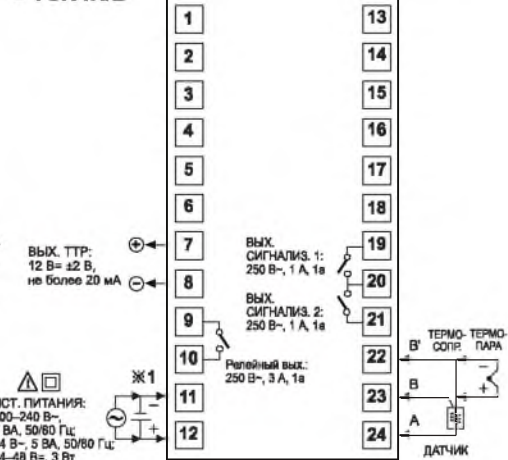 1
13
2
14
3
15
4
16
5
17
6
18
ВЫХ. ТТР:
12 В= ±2 В,
не более 20 мА
+
−
7
8
ВЫХ.
СИГНАЛИЗ. 1:
250 В~, 1 А, 1а
19
20
ВЫХ.
СИГНАЛИЗ. 2:
250 В~, 1 А, 1а
21
9
10
Релейный вых.:
250 В~, 3 А, 1а
ТЕРМО-СОПР.
ТЕРМО-ПАРА
B'
22
B
23
A
24
−
+
ДАТЧИК
※1
11
12
−
+
ИСТ. ПИТАНИЯ:
00–240 В~,
ВА, 50/60 Гц;
4 В~, 5 ВА, 50/60 Гц;
4–48 В=, 3 Вт